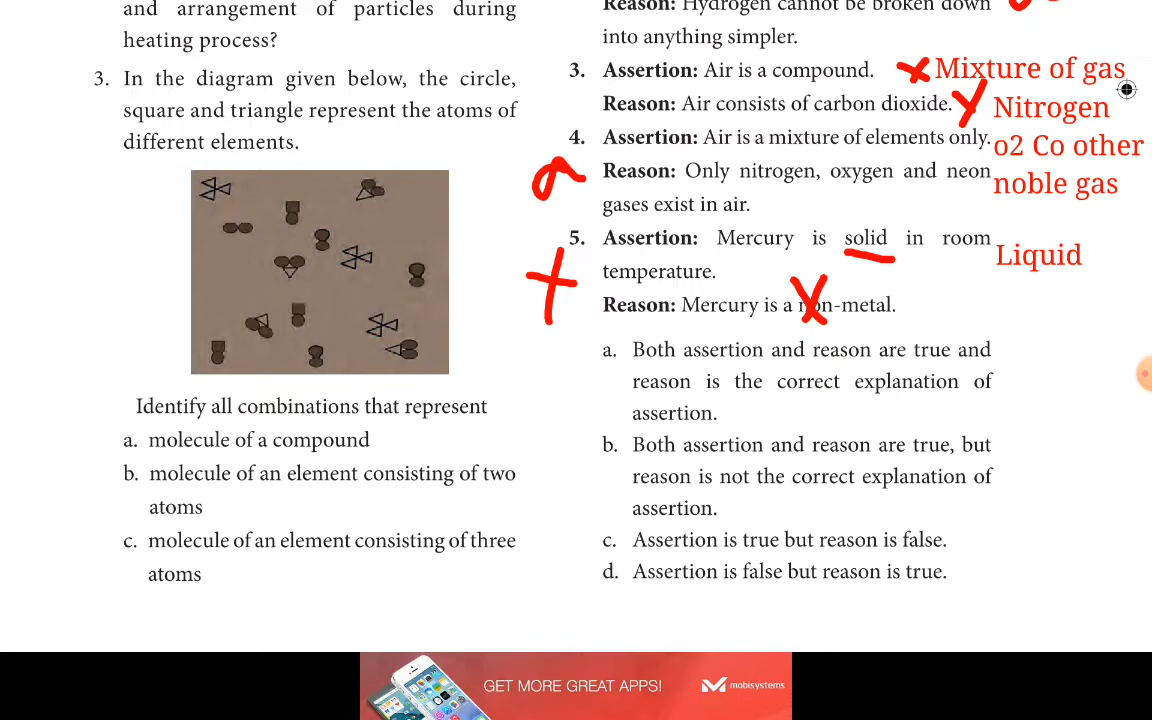 and arrangement of particles during
heating process?
3. In the diagram given below, the circle,
square and triangle represent the atoms of
different elements.
Identify all combinations that represent
a. molecule of a compound
b. molecule of an element consisting of two
atoms
c. molecule of an element consisting of three
atoms
Reason: Hydrogen cannot be broken down
into anything simpler.
3. Assertion: Air is a compound. Mixture of gas
Reason: Air consists of carbon dioxide. Nitrogen
4. Assertion: Air is a mixture of elements only. o2 Co other
Reason: Only nitrogen, oxygen and neon noble gas
gases exist in air.
5. Assertion: Mercury is solid in room Liquid
temperature.
Reason: Mercury is a non-metal.
a. Both assertion and reason are true and
reason is the correct explanation of
assertion.
b. Both assertion and reason are true, but
reason is not the correct explanation of
assertion.
c. Assertion is true but reason is false.
d. Assertion is false but reason is true.
GET MORE GREAT APPS! mobisystems